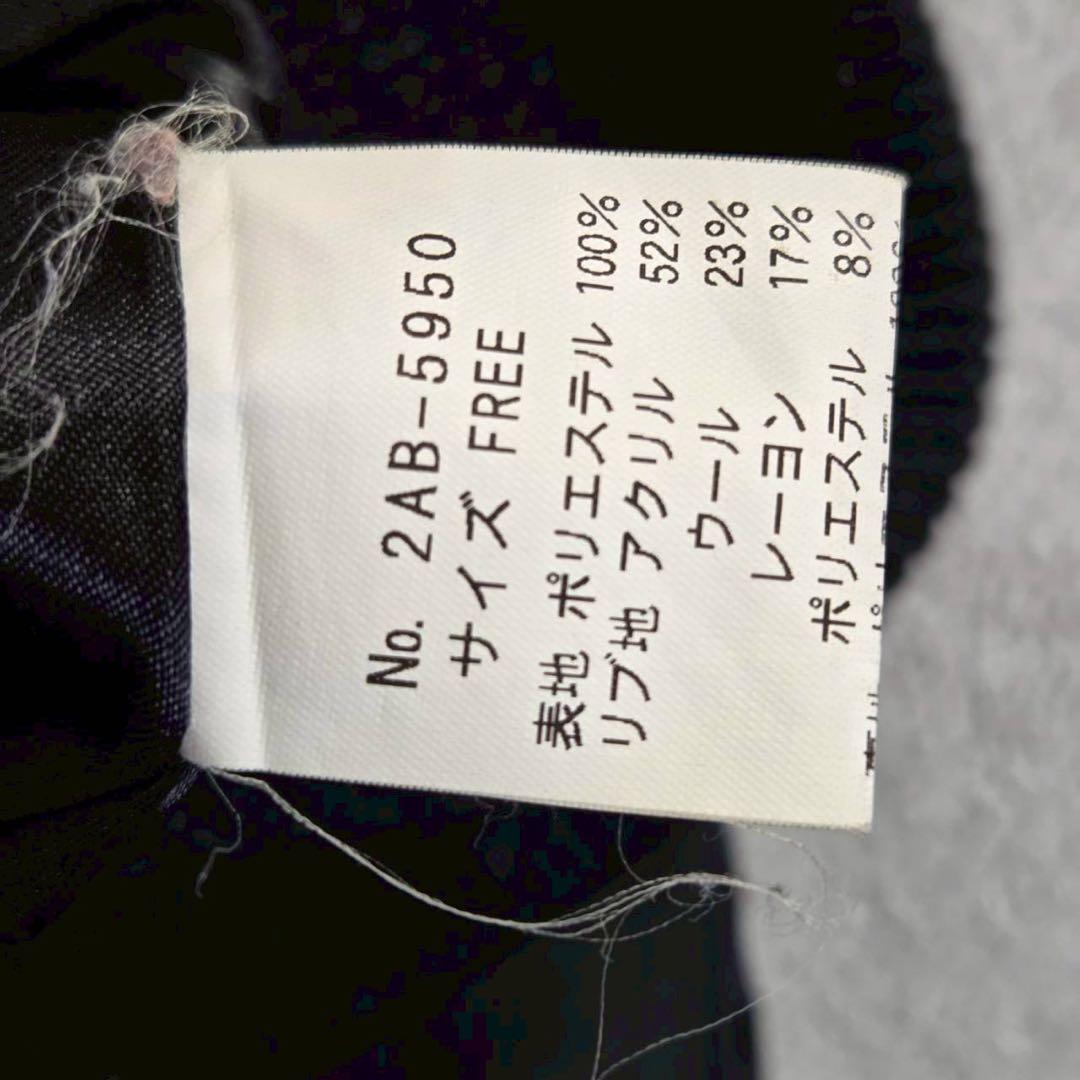 No. 2AB-5950
サイズ FREE
表地 ポリエステル 100%
リブ地 アクリル 52%
ウール 23%
レーヨン 17%
ポリエステル 8%